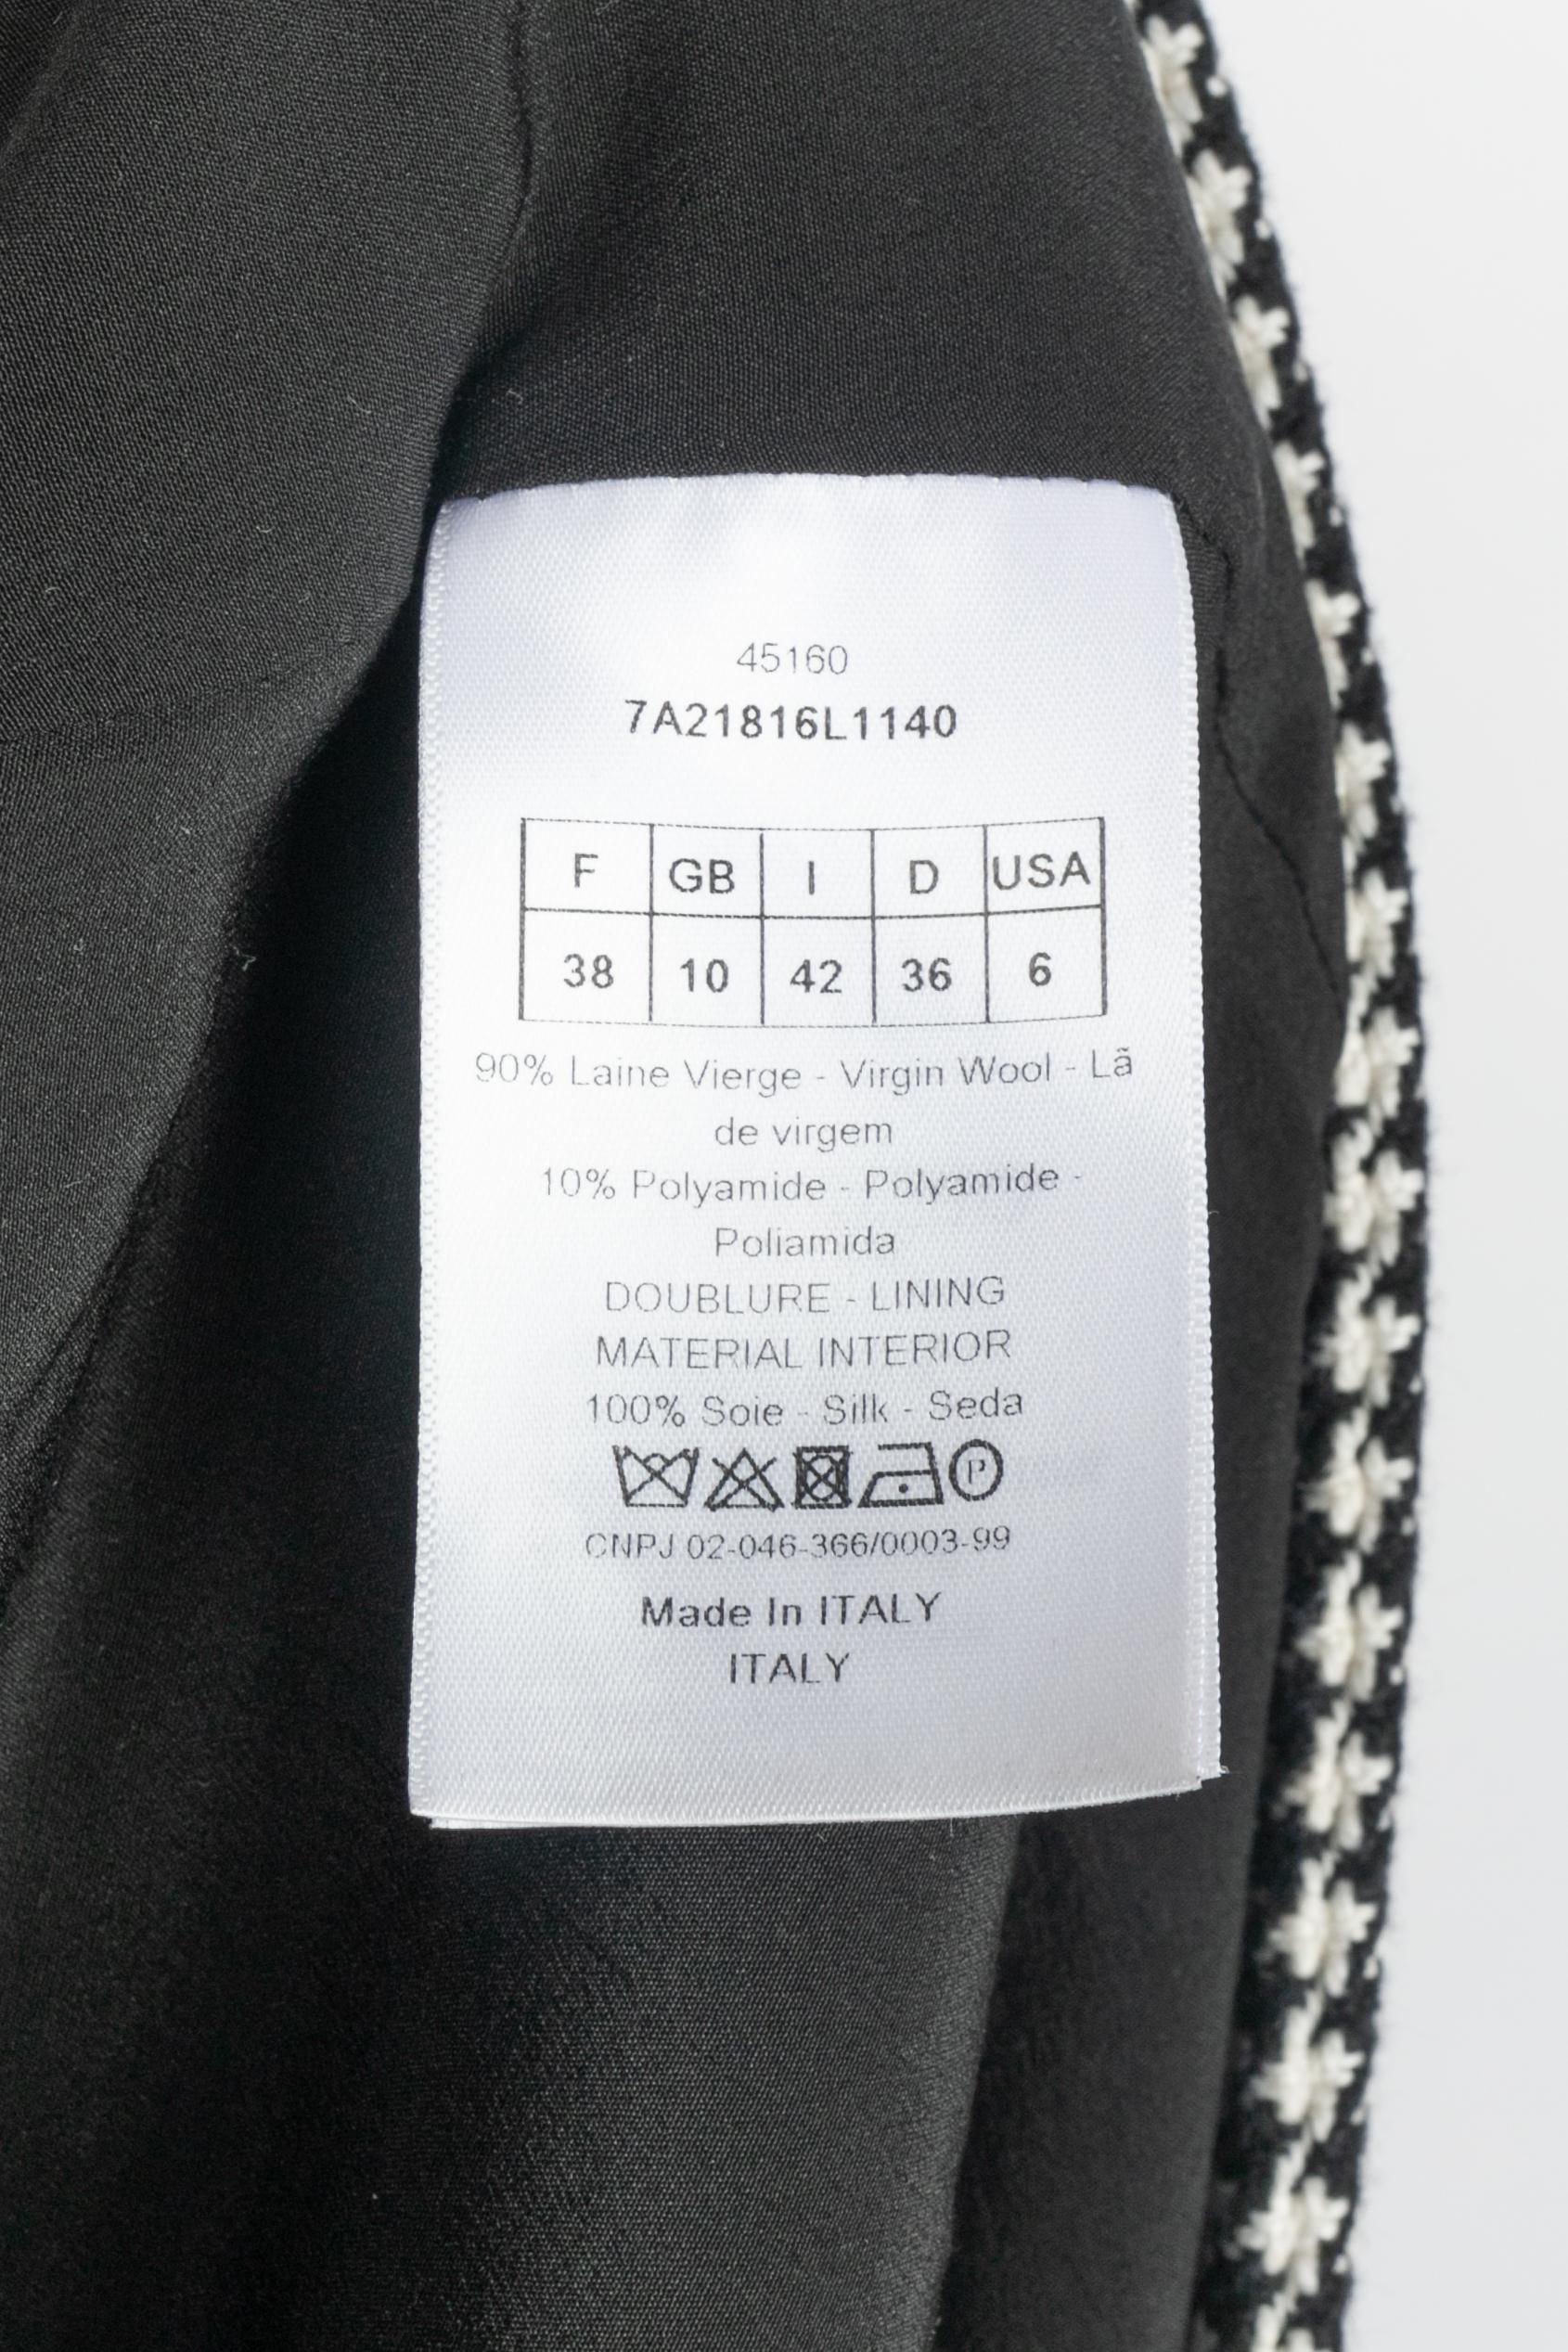 45160
7A21816L1140
F GB I D USA
38 10 42 36 6
90% Laine Vierge - Virgin Wool - Lã
de virgem
10% Polyamide - Polyamide -
Poliamida
DOUBLURE - LINING
MATERIAL INTERIOR
100% Soie - Silk - Seda
P
CNPJ 02-046-366/0003-99
Made In ITALY
ITALY